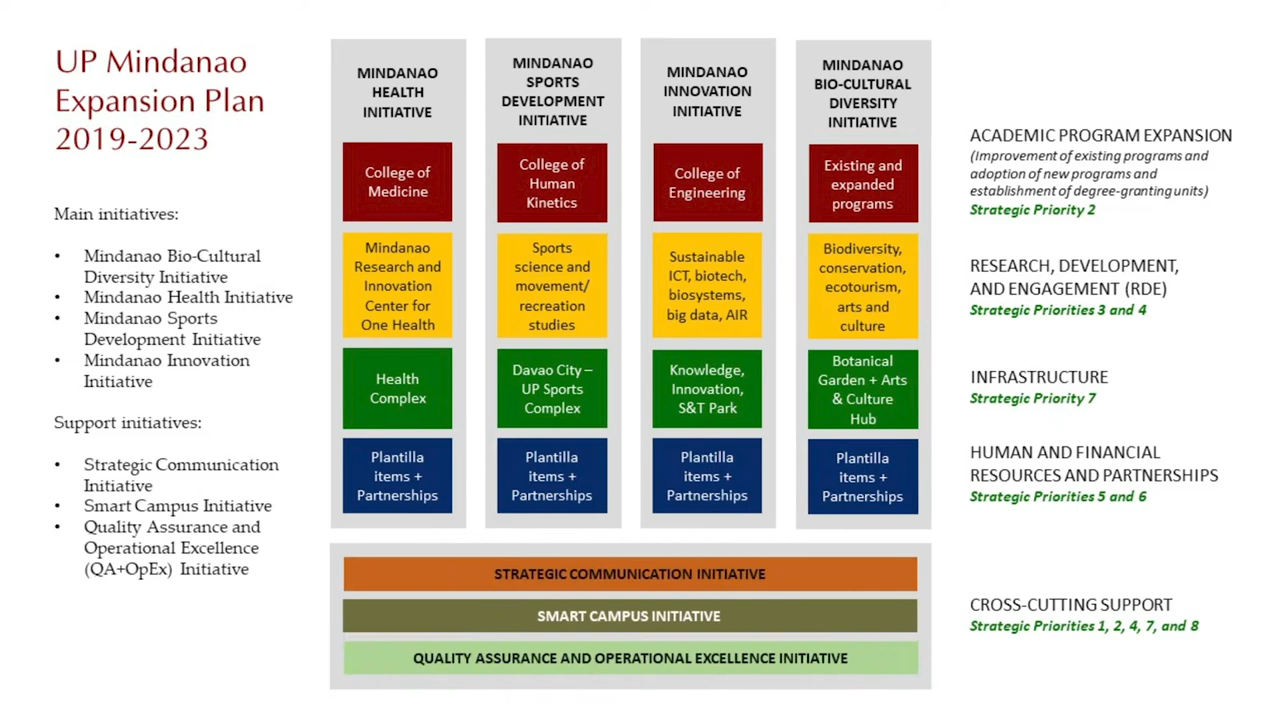 UP Mindanao
Expansion Plan
2019-2023
Main initiatives:
• Mindanao Bio-Cultural
Diversity Initiative
• Mindanao Health Initiative
• Mindanao Sports
Development Initiative
• Mindanao Innovation
Initiative
Support initiatives:
• Strategic Communication
Initiative
• Smart Campus Initiative
• Quality Assurance and
Operational Excellence
(QA+OpEx) Initiative
MINDANAO
HEALTH
INITIATIVE
College of
Medicine
Mindanao
Research and
Innovation
Center for
One Health
Health
Complex
Plantilla
items +
Partnerships
MINDANAO
SPORTS
DEVELOPMENT
INITIATIVE
College of
Human
Kinetics
Sports
science and
movement/
recreation
studies
Davao City –
UP Sports
Complex
Plantilla
items +
Partnerships
MINDANAO
INNOVATION
INITIATIVE
College of
Engineering
Sustainable
ICT, biotech,
biosystems,
big data, AIR
Knowledge,
Innovation,
S&T Park
Plantilla
items +
Partnerships
MINDANAO
BIO-CULTURAL
DIVERSITY
INITIATIVE
Existing and
expanded
programs
Biodiversity,
conservation,
ecotourism,
arts and
culture
Botanical
Garden + Arts
& Culture
Hub
Plantilla
items +
Partnerships
STRATEGIC COMMUNICATION INITIATIVE
SMART CAMPUS INITIATIVE
QUALITY ASSURANCE AND OPERATIONAL EXCELLENCE INITIATIVE
ACADEMIC PROGRAM EXPANSION
(Improvement of existing programs and
adoption of new programs and
establishment of degree-granting units)
Strategic Priority 2
RESEARCH, DEVELOPMENT,
AND ENGAGEMENT (RDE)
Strategic Priorities 3 and 4
INFRASTRUCTURE
Strategic Priority 7
HUMAN AND FINANCIAL
RESOURCES AND PARTNERSHIPS
Strategic Priorities 5 and 6
CROSS-CUTTING SUPPORT
Strategic Priorities 1, 2, 4, 7, and 8